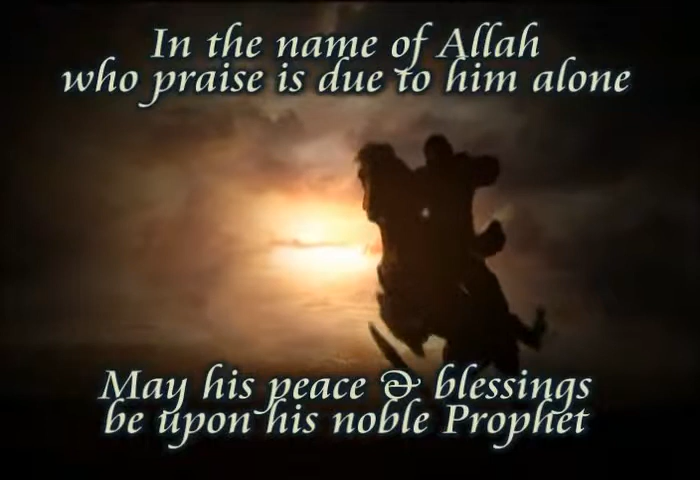 In the name of Allah
who praise is due to him alone
May his peace & blessings
be upon his noble Prophet